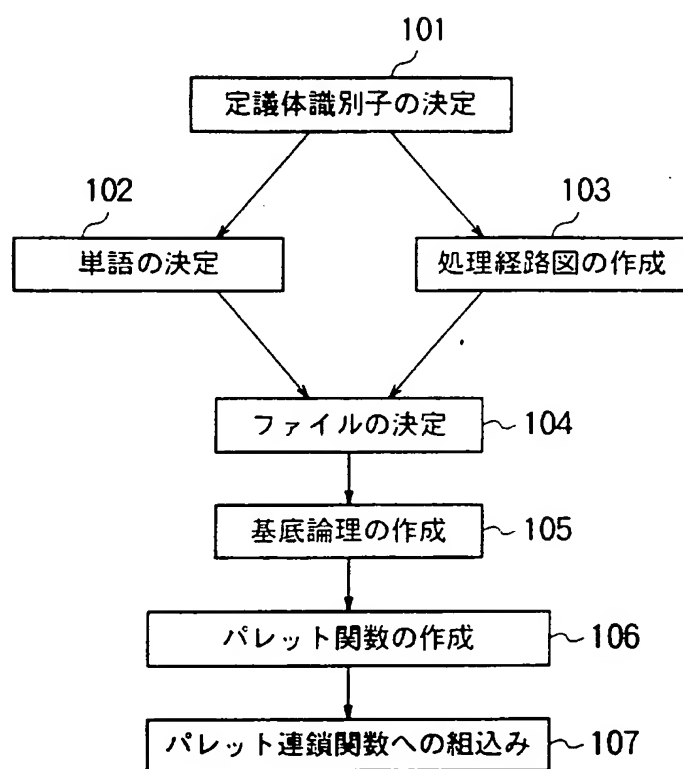 101
定議体識別子の決定
102
103
単語の決定
処理経路図の作成
ファイルの決定 104
基底論理の作成 105
パレット関数の作成 106
パレット連鎖関数への組込み 107